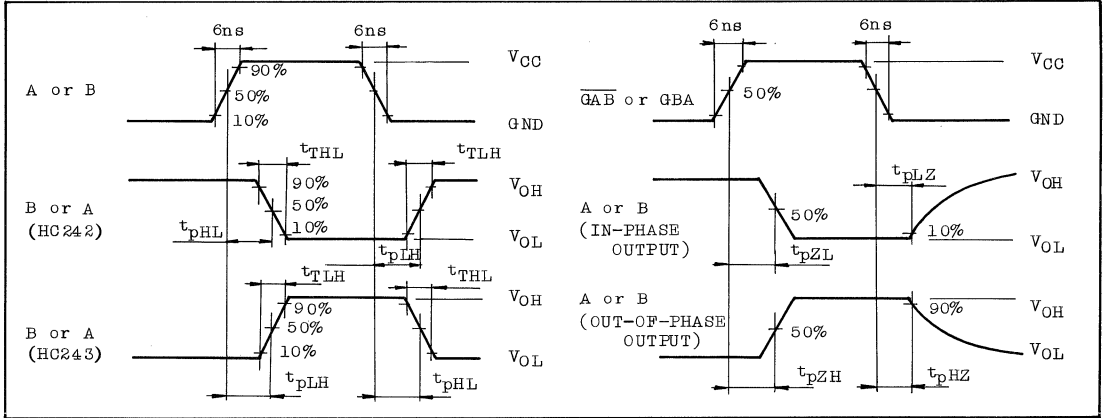 6ns 6ns
V_CC
90%
A or B
50%
10%
GND
t_THL t_TLH
90%
V_OH
B or A
50%
(HC242)
10%
t_pHL
V_OL
t_pLH
t_TLH t_THL
V_OH
90%
B or A
50%
(HC243)
10%
V_OL
t_pLH t_pHL
6ns 6ns
V_CC
G̅A̅B̅ or GBA
50%
GND
t_pLZ
V_OH
A or B
50%
(IN-PHASE
10%
OUTPUT)
V_OL
t_pZL
A or B
V_OH
90%
(OUT-OF-PHASE
50%
OUTPUT)
V_OL
t_pZH t_pHZ